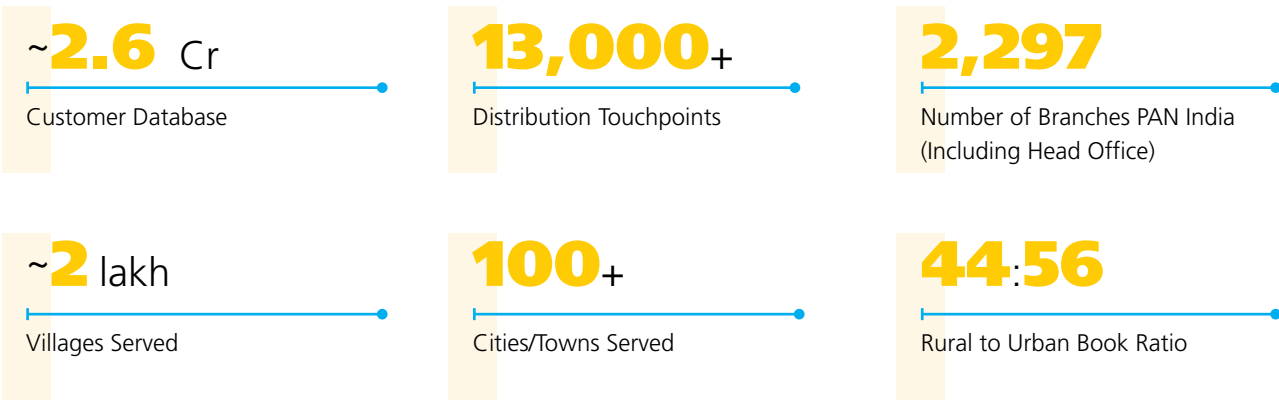 ~2.6 Cr
Customer Database
13,000+
Distribution Touchpoints
2,297
Number of Branches PAN India
(Including Head Office)
~2 lakh
Villages Served
100+
Cities/Towns Served
44:56
Rural to Urban Book Ratio